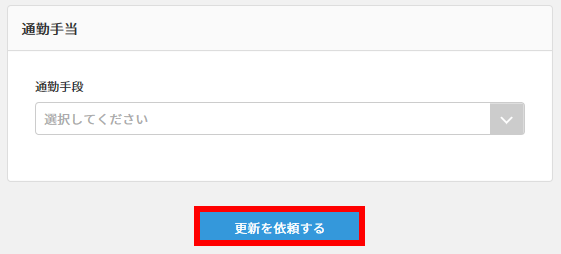 通勤手当
通勤手段
選択してください
更新を依頼する